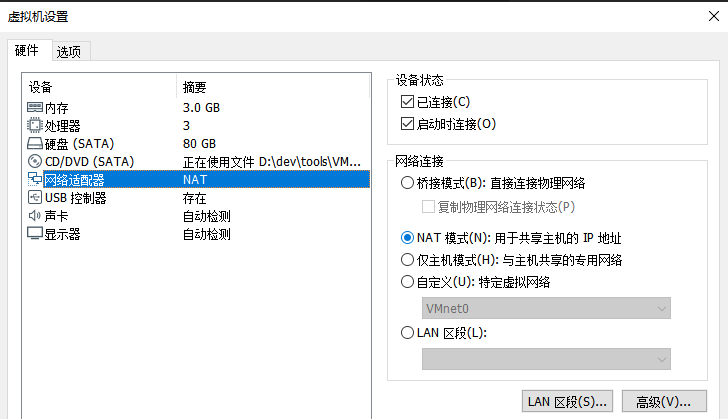 虚拟机设置
硬件 选项
设备 摘要
内存 3.0 GB
处理器 3
硬盘 (SATA) 80 GB
CD/DVD (SATA) 正在使用文件 D:\dev\tools\VM...
网络适配器 NAT
USB 控制器 存在
声卡 自动检测
显示器 自动检测
设备状态
已连接(C)
启动时连接(O)
网络连接
桥接模式(B): 直接连接物理网络
复制物理网络连接状态(P)
NAT 模式(N): 用于共享主机的 IP 地址
仅主机模式(H): 与主机共享的专用网络
自定义(U): 特定虚拟网络
VMnet0
LAN 区段(L):
LAN 区段(S)... 高级(V)...